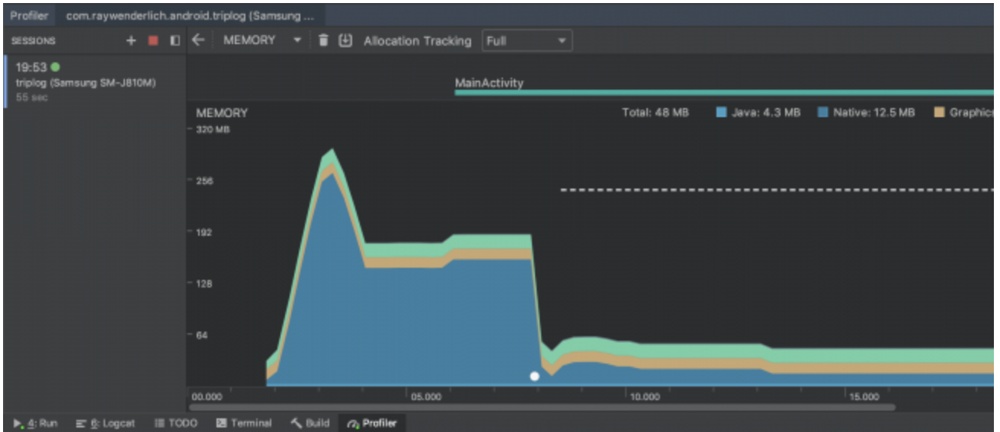 Profiler com.raywenderlich.android.triplog (Samsung ...
SESSIONS MEMORY Allocation Tracking Full
19:53
triplog (Samsung SM-J810M)
55 sec
MainActivity
MEMORY Total: 48 MB Java: 4.3 MB Native: 12.5 MB Graphics
320 MB
256
192
128
64
00.000 05.000 10.000 15.000
4: Run 6: Logcat TODO Terminal Build Profiler